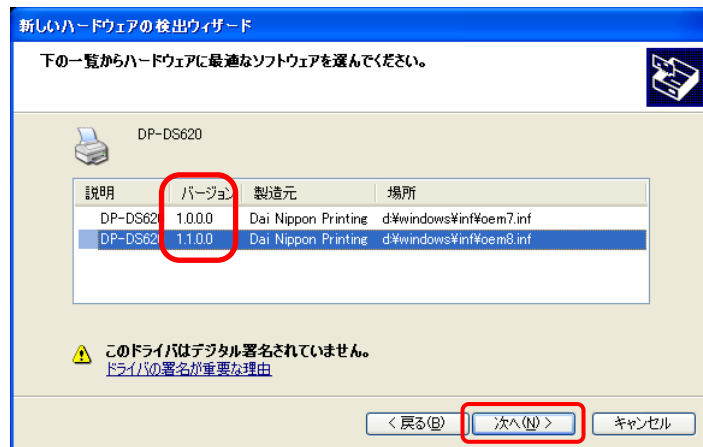 新しいハードウェアの検出ウィザード
下の一覧からハードウェアに最適なソフトウェアを選んでください。
DP-DS620
説明 バージョン 製造元 場所
DP-DS620 1.0.0.0 Dai Nippon Printing d:¥windows¥inf¥oem7.inf
DP-DS620 1.1.0.0 Dai Nippon Printing d:¥windows¥inf¥oem8.inf
このドライバはデジタル署名されていません。
ドライバの署名が重要な理由
< 戻る(B) 次へ(N) > キャンセル